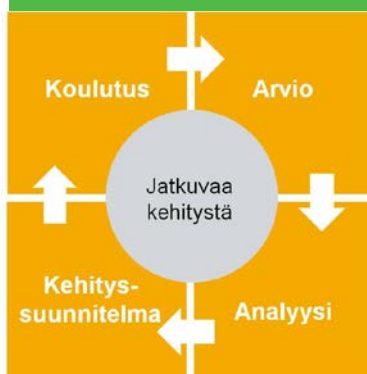 Koulutus
Arvio
Jatkuvaa
kehitystä
Kehitys-
suunnitelma
Analyysi